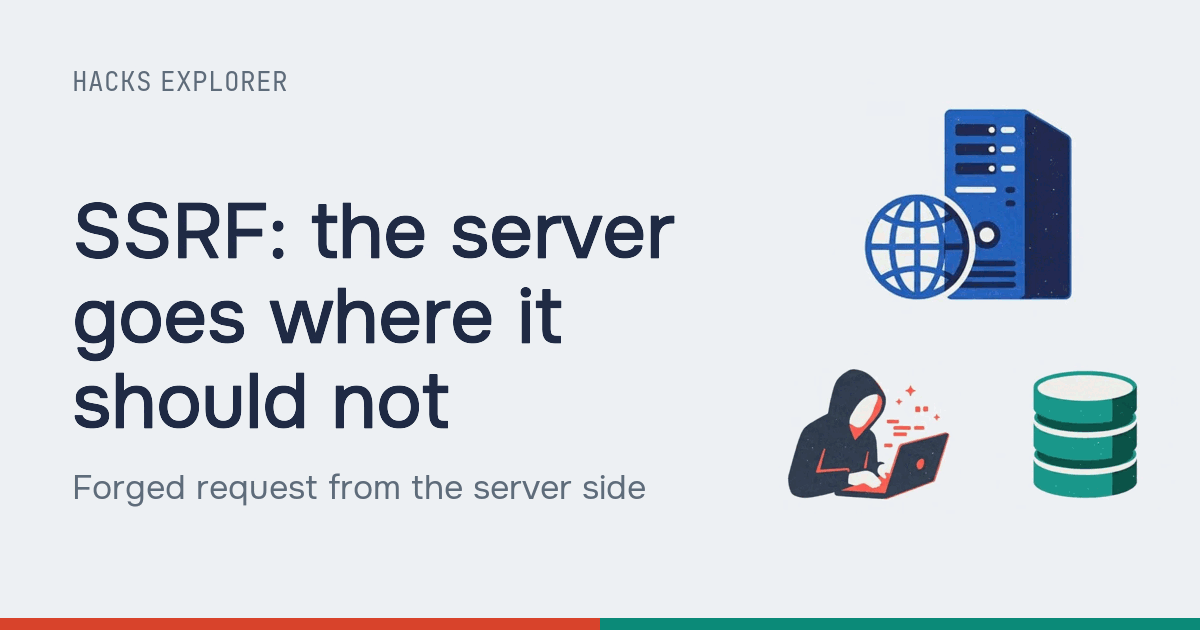 HACKS EXPLORER
SSRF: the server
goes where it
should not
Forged request from the server side